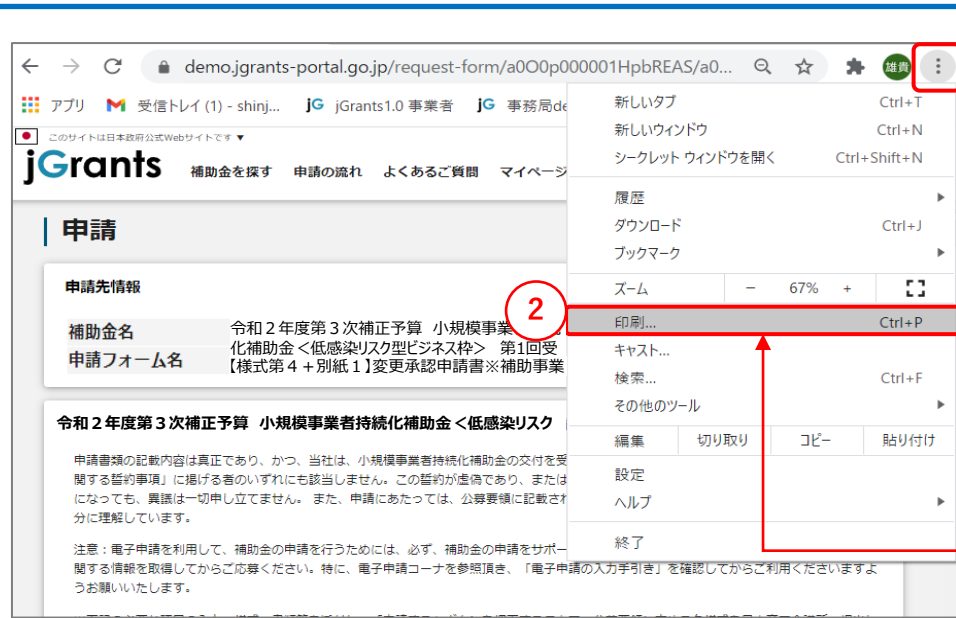 demo.jgrants-portal.go.jp/request-form/a0O0p000001HpbREAS/a0...
雄貴
アプリ 受信トレイ (1) - shinj... jG jGrants1.0 事業者 jG 事務局de
このサイトは日本政府公式Webサイトです ▼
jGrants 補助金を探す 申請の流れ よくあるご質問 マイページ
申請
申請先情報
補助金名 令和２年度第３次補正予算 小規模事業
化補助金＜低感染リスク型ビジネス枠＞ 第1回受
申請フォーム名 【様式第４＋別紙１】変更承認申請書※補助事業
令和２年度第３次補正予算 小規模事業者持続化補助金＜低感染リスク
申請書類の記載内容は真正であり、かつ、当社は、小規模事業者持続化補助金の交付を受
関する誓約事項」に掲げる者のいずれにも該当しません。この誓約が虚偽であり、または
になっても、異議は一切申し立てません。 また、申請にあたっては、公募要領に記載され
分に理解しています。
注意：電子申請を利用して、補助金の申請を行うためには、必ず、補助金の申請をサポー
関する情報を取得してからご応募ください。特に、電子申請コーナを参照頂き、「電子申請の入力手引き」を確認してからご利用くださいますよ
うお願いいたします。
新しいタブ Ctrl+T
新しいウィンドウ Ctrl+N
シークレット ウィンドウを開く Ctrl+Shift+N
履歴
ダウンロード Ctrl+J
ブックマーク
ズーム － 67% +
2
印刷... Ctrl+P
キャスト...
検索... Ctrl+F
その他のツール
編集 切り取り コピー 貼り付け
設定
ヘルプ
終了